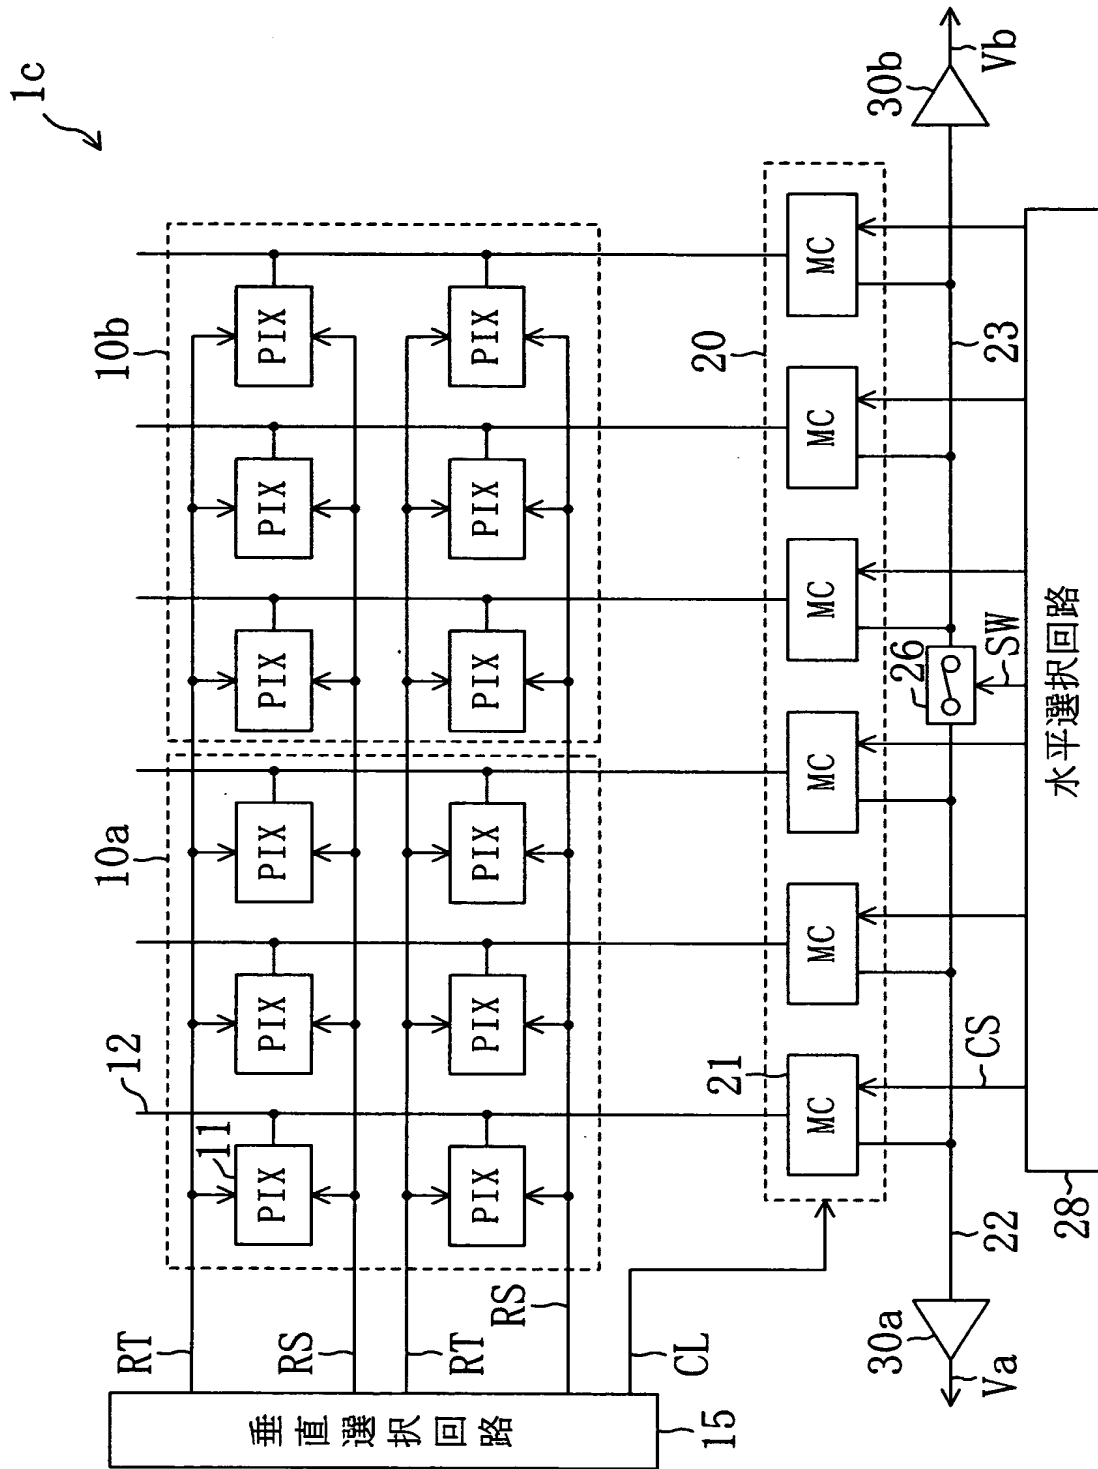 1c
10a
10b
12
11
RT
PIX
PIX
PIX
PIX
PIX
PIX
RS
RT
PIX
PIX
PIX
PIX
PIX
PIX
RS
CL
垂直選択回路
15
20
21
MC
MC
MC
MC
MC
MC
30a
Va
22
26
23
30b
Vb
CS
SW
28
水平選択回路